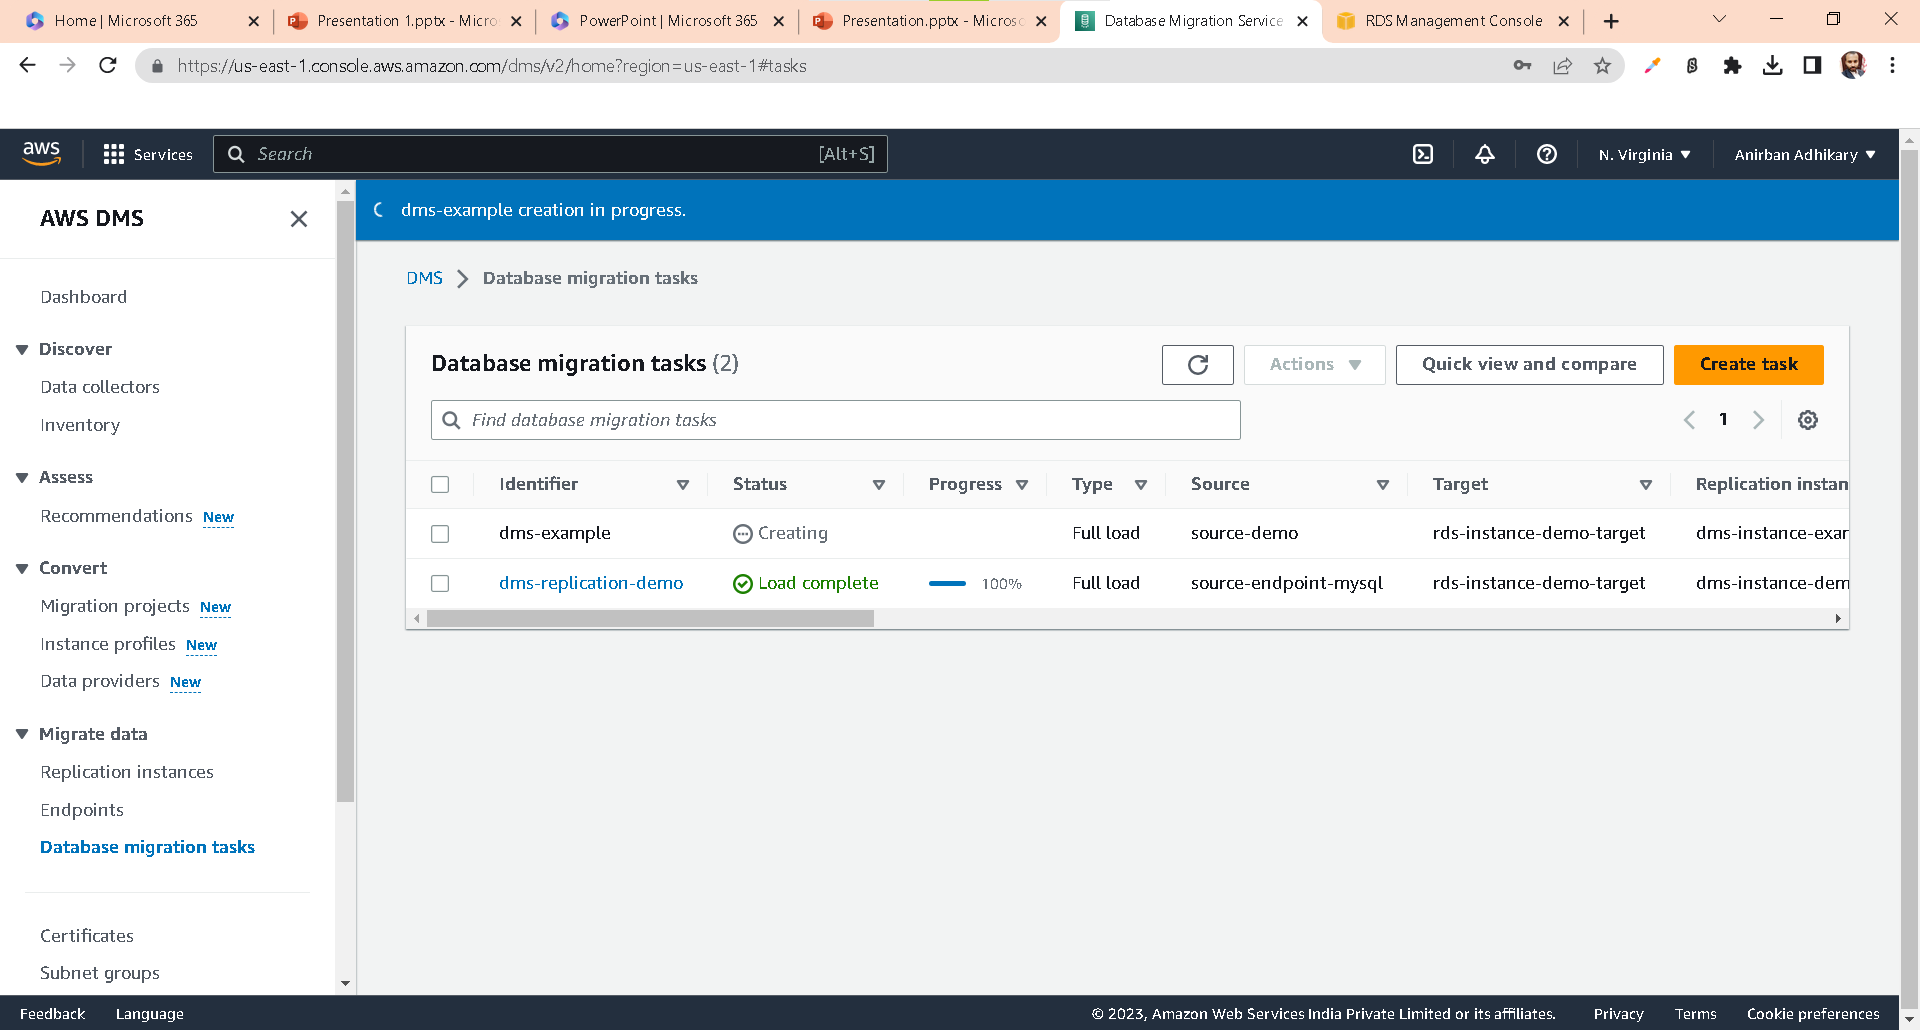 Home | Microsoft 365
Presentation 1.pptx - Micro
PowerPoint | Microsoft 365
Presentation.pptx - Micros
Database Migration Service
RDS Management Console
https://us-east-1.console.aws.amazon.com/dms/v2/home?region=us-east-1#tasks
aws
Services
Search
[Alt+S]
N. Virginia
Anirban Adhikary
AWS DMS
Dashboard
Discover
Data collectors
Inventory
Assess
Recommendations New
Convert
Migration projects New
Instance profiles New
Data providers New
Migrate data
Replication instances
Endpoints
Database migration tasks
Certificates
Subnet groups
dms-example creation in progress.
DMS > Database migration tasks
Database migration tasks (2)
Actions
Quick view and compare
Create task
Find database migration tasks
1
Identifier Status Progress Type Source Target Replication instan
dms-example Creating Full load source-demo rds-instance-demo-target dms-instance-exar
dms-replication-demo Load complete 100% Full load source-endpoint-mysql rds-instance-demo-target dms-instance-dem
Feedback Language © 2023, Amazon Web Services India Private Limited or its affiliates. Privacy Terms Cookie preferences